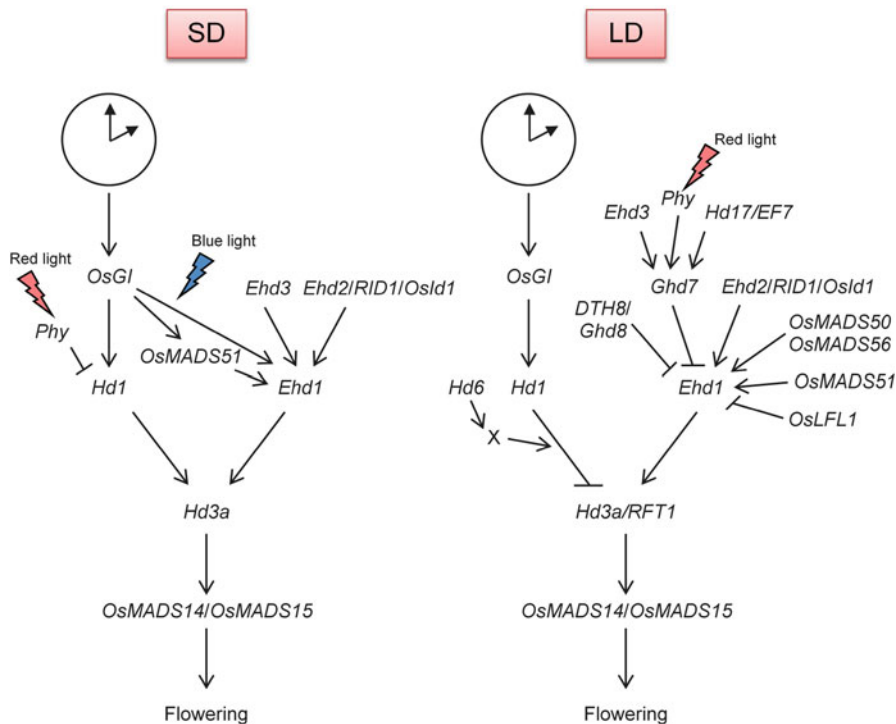 SD
Red light
OsGI
Blue light
Phy
Ehd3
Ehd2/RID1/OsId1
OsMADS51
Hd1
Ehd1
Hd3a
OsMADS14/OsMADS15
Flowering
LD
Red light
Phy
Ehd3
Hd17/EF7
OsGI
Ghd7
Ehd2/RID1/OsId1
DTH8/
Ghd8
OsMADS50
OsMADS56
Hd6
Hd1
Ehd1
OsMADS51
OsLFL1
X
Hd3a/RFT1
OsMADS14/OsMADS15
Flowering